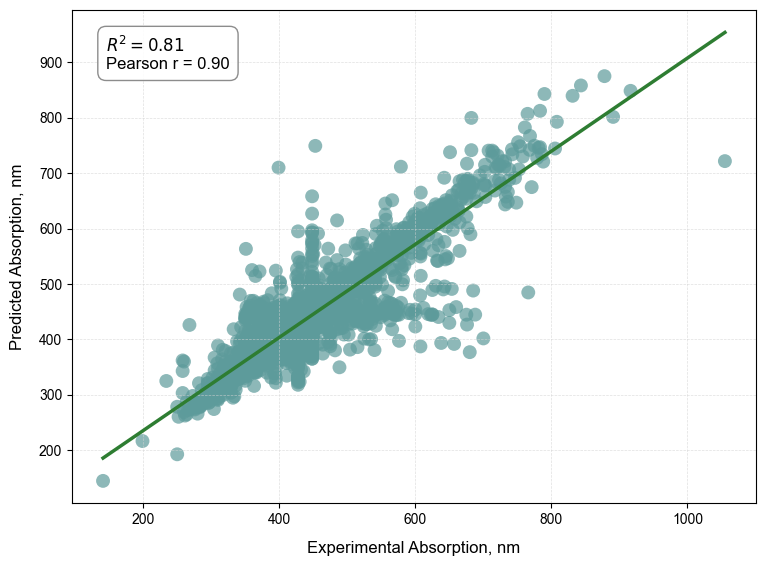 R² = 0.81
Pearson r = 0.90
Predicted Absorption, nm
900
800
700
600
500
400
300
200
200 400 600 800 1000
Experimental Absorption, nm